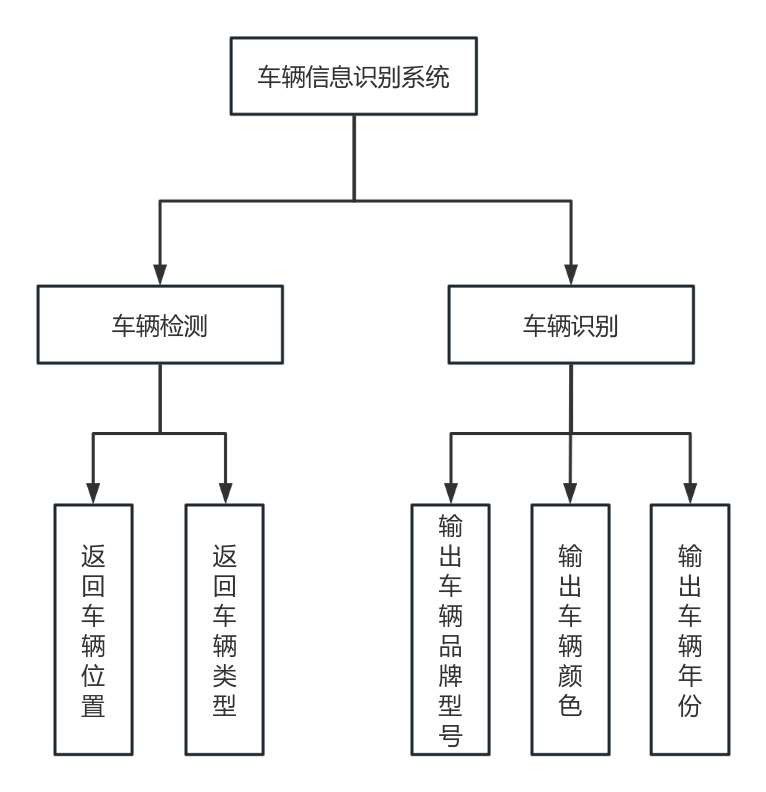 车辆信息识别系统
车辆检测
车辆识别
返回车辆位置
返回车辆类型
输出车辆品牌型号
输出车辆颜色
输出车辆年份